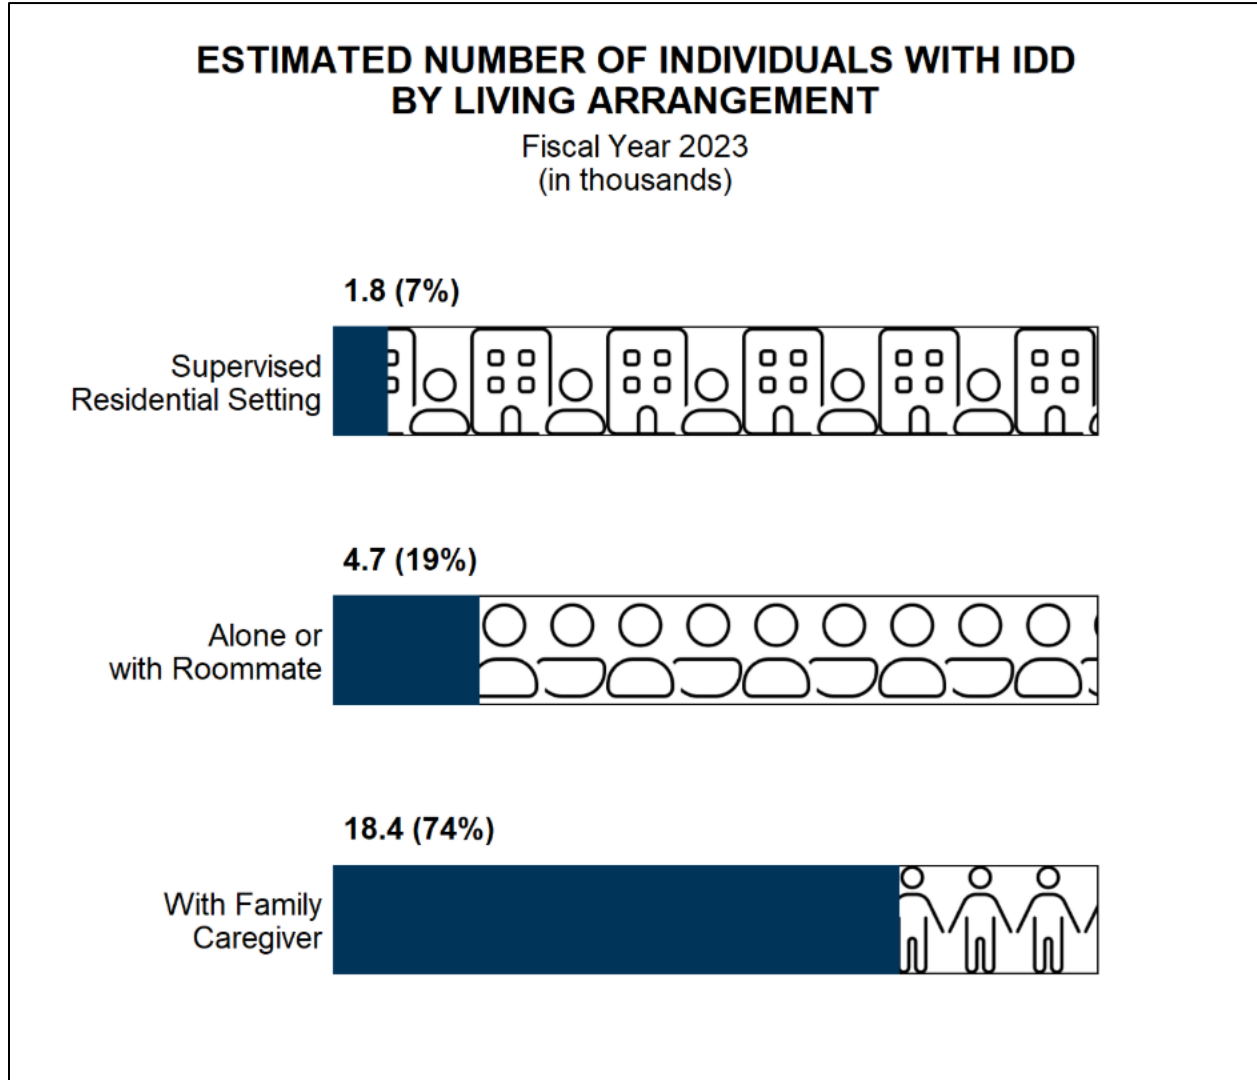 ESTIMATED NUMBER OF INDIVIDUALS WITH IDD
BY LIVING ARRANGEMENT
Fiscal Year 2023
(in thousands)
1.8 (7%)
Supervised
Residential Setting
4.7 (19%)
Alone or
with Roommate
18.4 (74%)
With Family
Caregiver